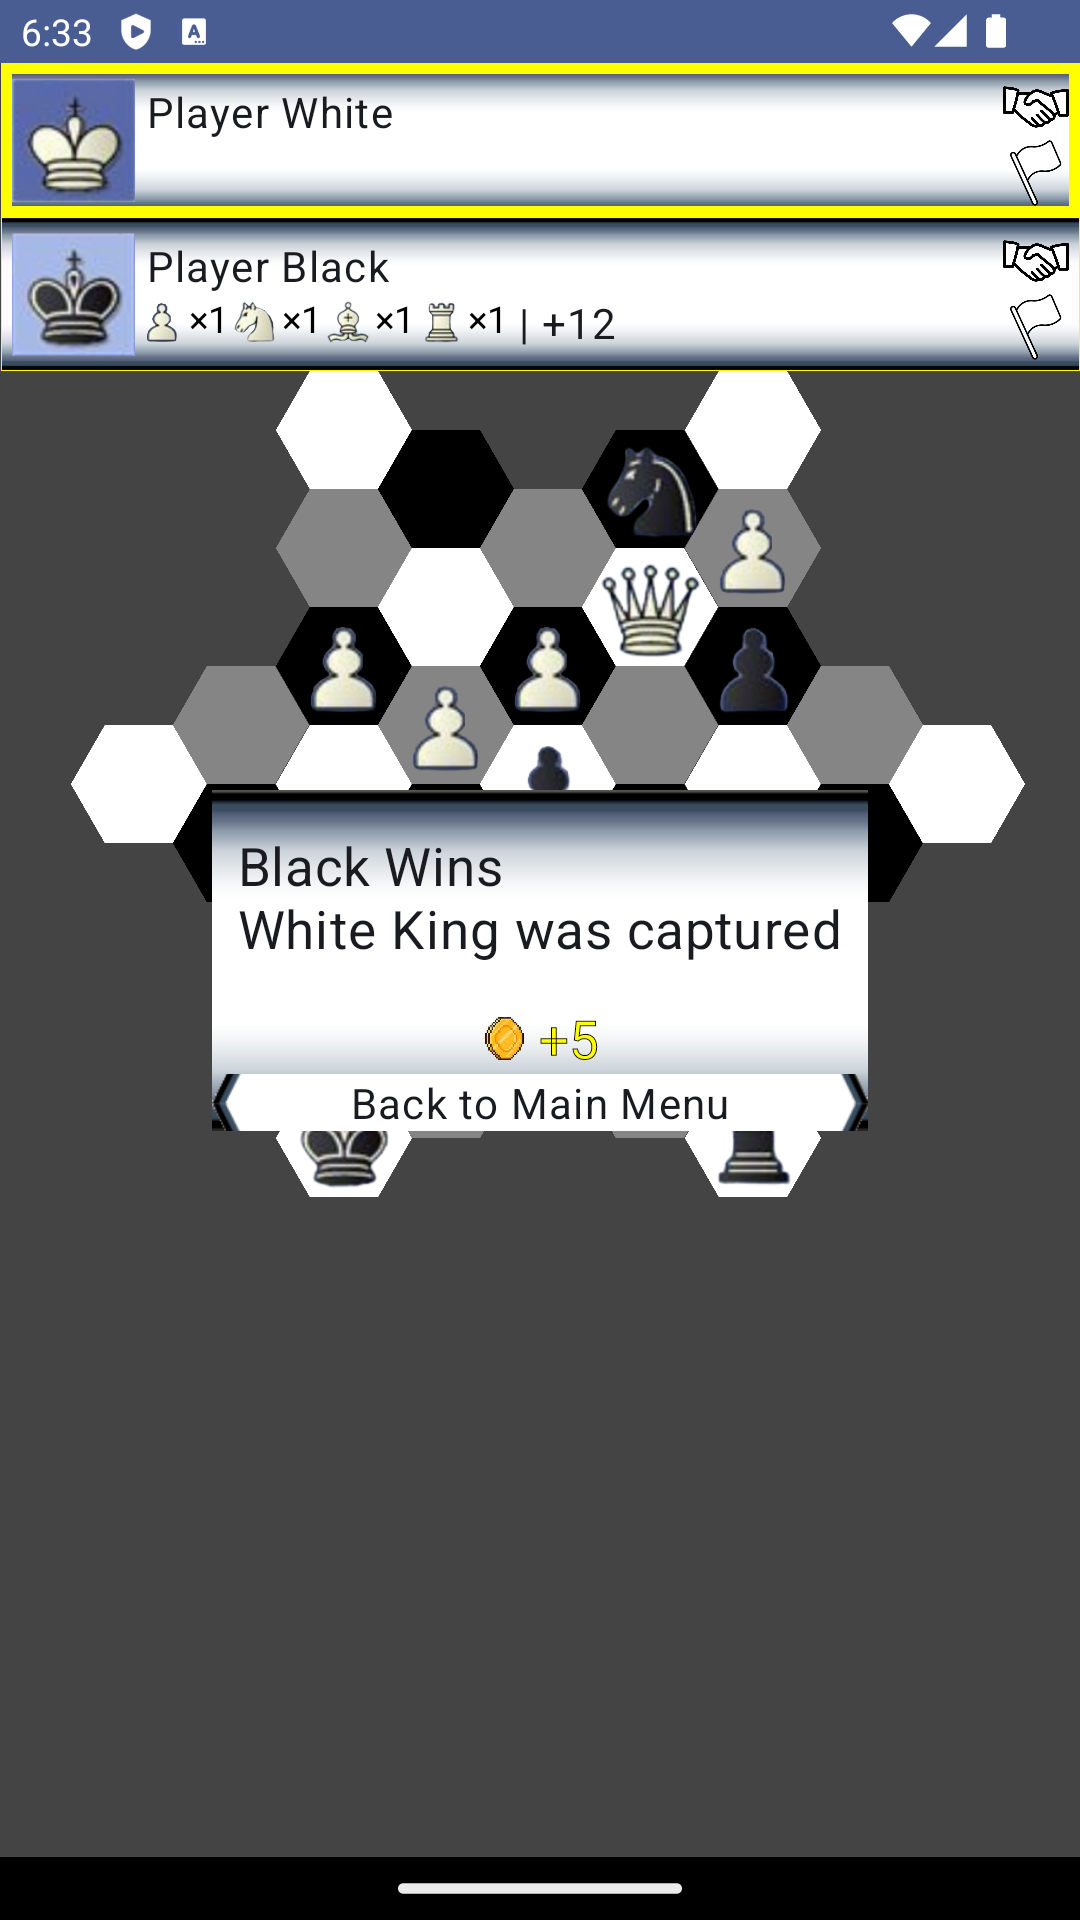 6:33
Player White
Player Black
×1 ×1 ×1 ×1 | +12
Black Wins
White King was captured
+5
Back to Main Menu